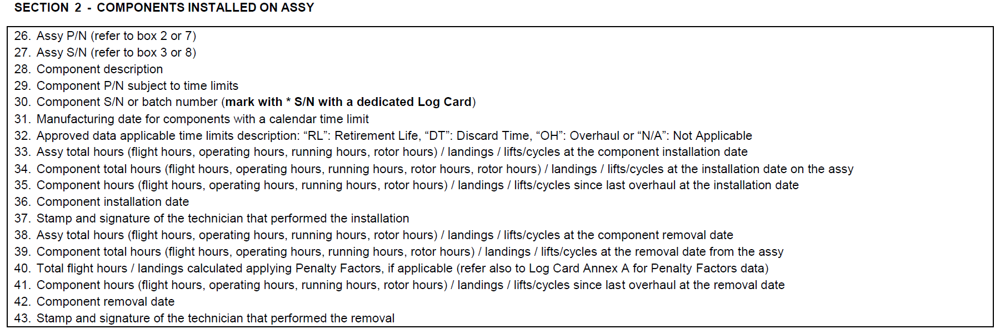 SECTION 2 - COMPONENTS INSTALLED ON ASSY
26. Assy P/N (refer to box 2 or 7)
27. Assy S/N (refer to box 3 or 8)
28. Component description
29. Component P/N subject to time limits
30. Component S/N or batch number (mark with * S/N with a dedicated Log Card)
31. Manufacturing date for components with a calendar time limit
32. Approved data applicable time limits description: “RL”: Retirement Life, “DT”: Discard Time, “OH”: Overhaul or “N/A”: Not Applicable
33. Assy total hours (flight hours, operating hours, running hours, rotor hours) / landings / lifts/cycles at the component installation date
34. Component total hours (flight hours, operating hours, running hours, rotor hours, rotor hours) / landings / lifts/cycles at the installation date on the assy
35. Component hours (flight hours, operating hours, running hours, rotor hours) / landings / lifts/cycles since last overhaul at the installation date
36. Component installation date
37. Stamp and signature of the technician that performed the installation
38. Assy total hours (flight hours, operating hours, running hours, rotor hours) / landings / lifts/cycles at the component removal date
39. Component total hours (flight hours, operating hours, running hours, rotor hours) / landings / lifts/cycles at the removal date from the assy
40. Total flight hours / landings calculated applying Penalty Factors, if applicable (refer also to Log Card Annex A for Penalty Factors data)
41. Component hours (flight hours, operating hours, running hours, rotor hours) / landings / lifts/cycles since last overhaul at the removal date
42. Component removal date
43. Stamp and signature of the technician that performed the removal